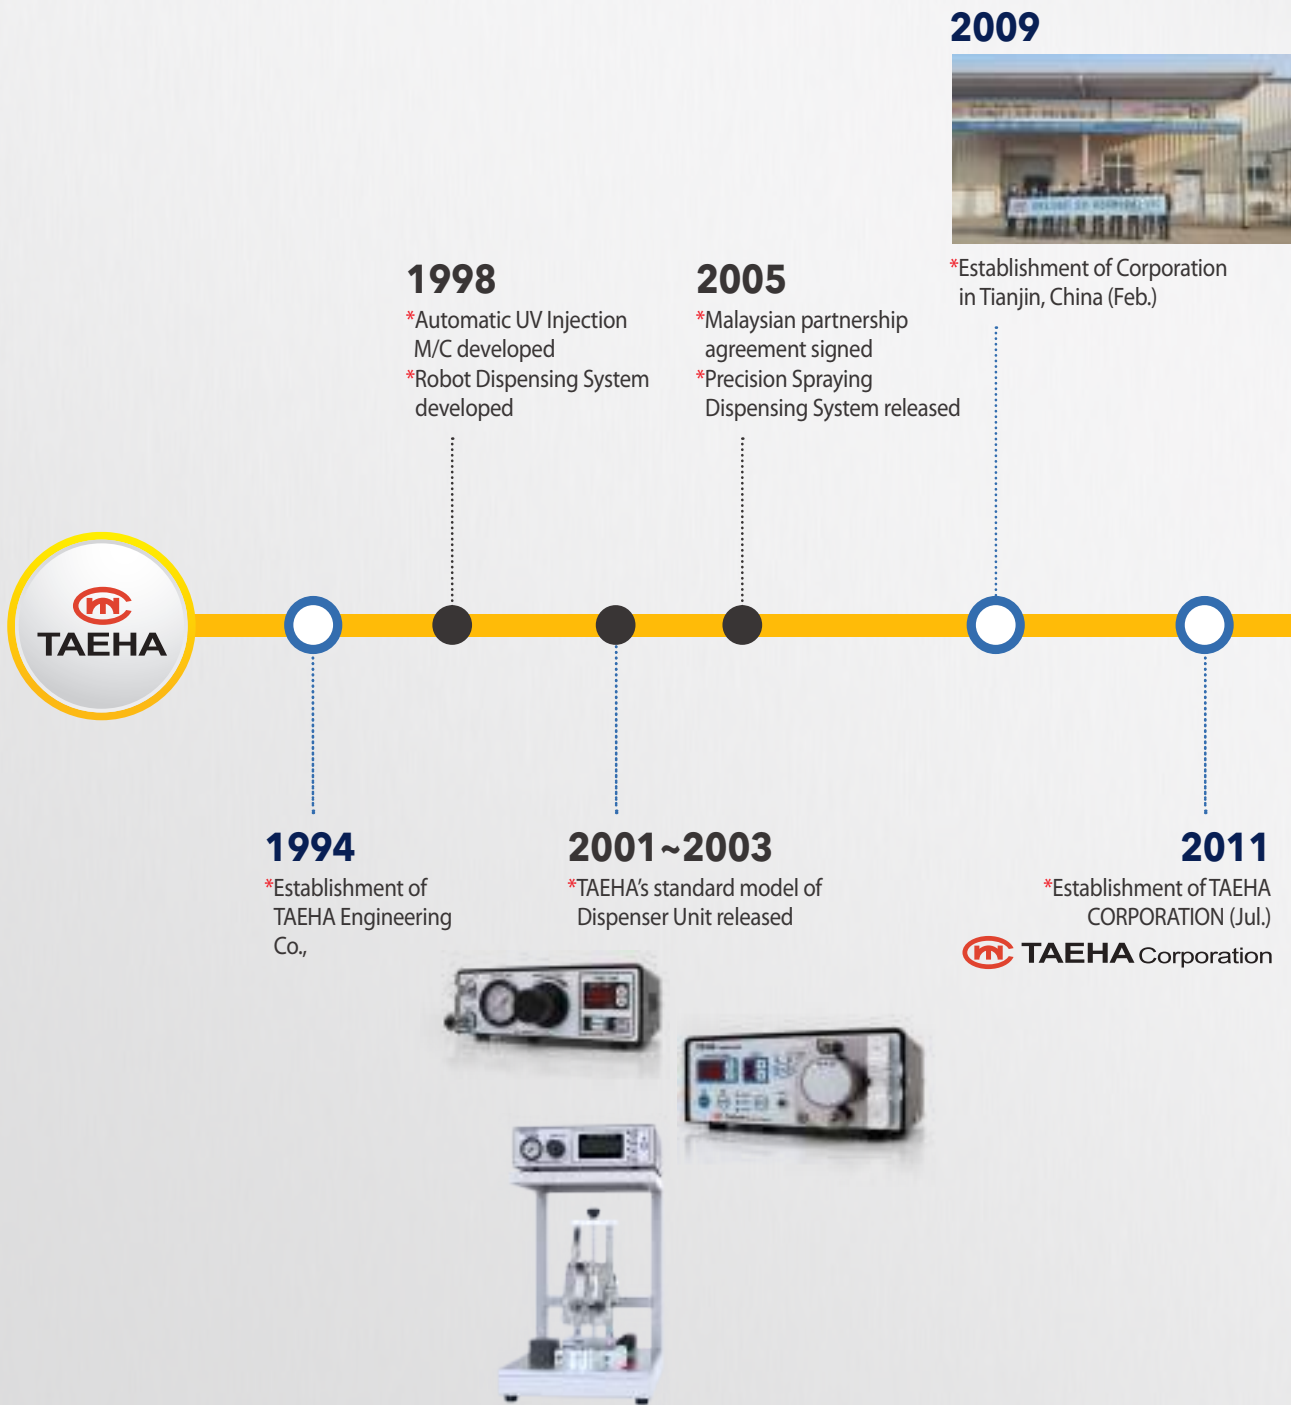 2009
*Establishment of Corporation
in Tianjin, China (Feb.)
1998
*Automatic UV Injection
M/C developed
*Robot Dispensing System
developed
2005
*Malaysian partnership
agreement signed
*Precision Spraying
Dispensing System released
TAEHA
1994
*Establishment of
TAEHA Engineering
Co.,
2001~2003
*TAEHA's standard model of
Dispenser Unit released
2011
*Establishment of TAEHA
CORPORATION (Jul.)
TAEHA Corporation